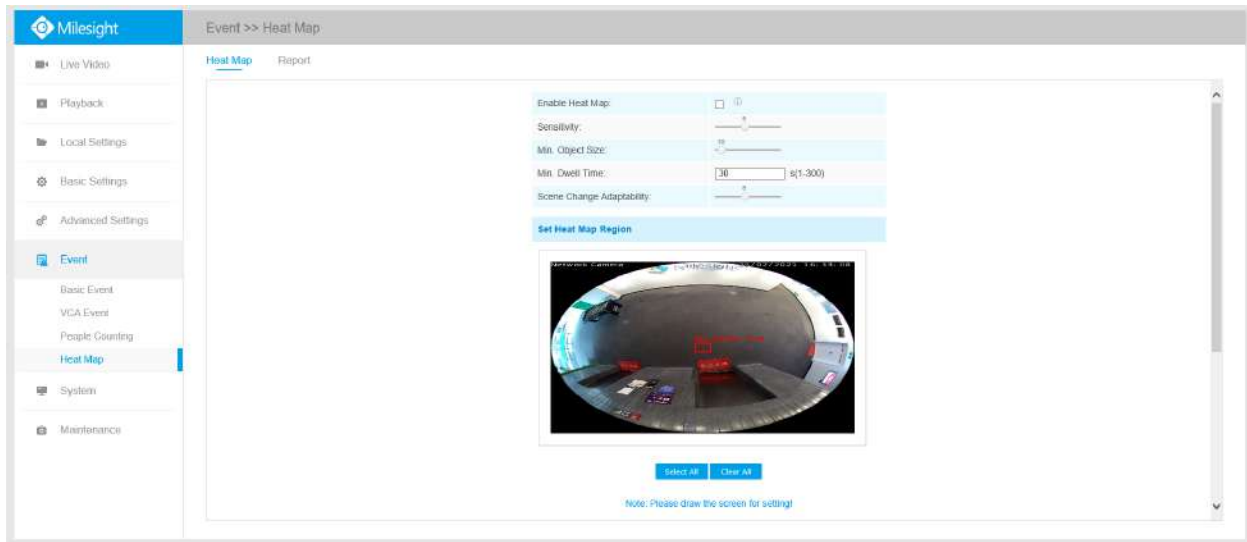 Milesight
Event >> Heat Map
Live Video
Playback
Local Settings
Basic Settings
Advanced Settings
Event
Basic Event
VCA Event
People Counting
Heat Map
System
Maintenance
Heat Map Report
Enable Heat Map:
Sensitivity:
Min. Object Size:
Min. Dwell Time: 30 s(1-300)
Scene Change Adaptability:
Set Heat Map Region
Network Camera
Select All Clear All
Note: Please draw the screen for setting!